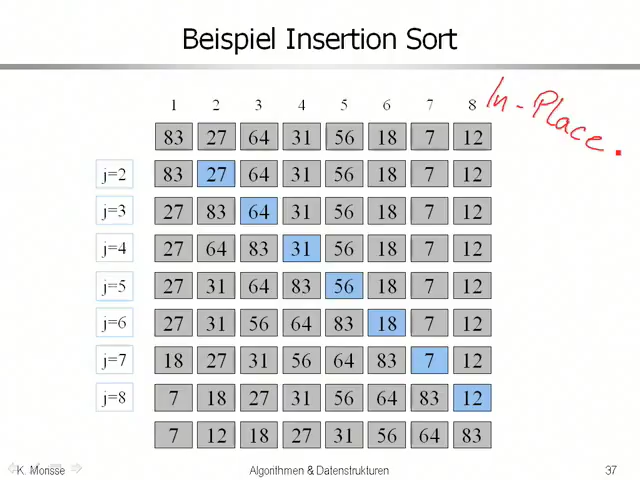 Beispiel Insertion Sort
1 2 3 4 5 6 7 8
In-Place.
83 27 64 31 56 18 7 12
j=2 83 27 64 31 56 18 7 12
j=3 27 83 64 31 56 18 7 12
j=4 27 64 83 31 56 18 7 12
j=5 27 31 64 83 56 18 7 12
j=6 27 31 56 64 83 18 7 12
j=7 18 27 31 56 64 83 7 12
j=8 7 18 27 31 56 64 83 12
7 12 18 27 31 56 64 83
K. Morisse Algorithmen & Datenstrukturen 37